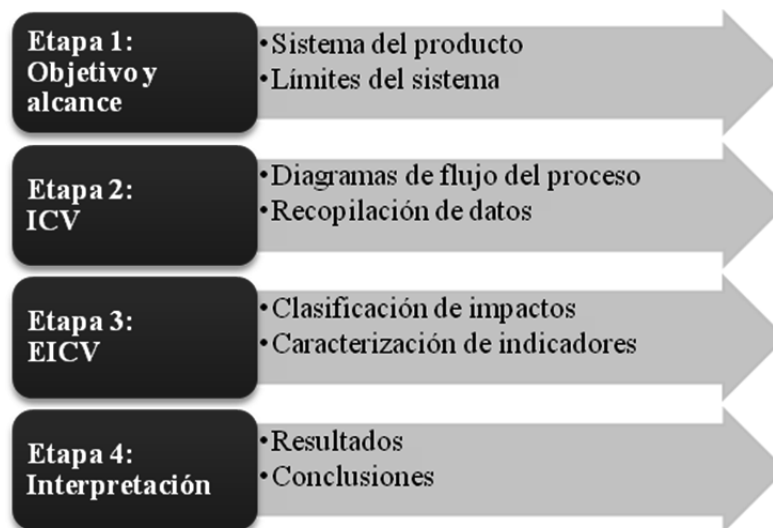 Etapa 1:
Objetivo y
alcance
•Sistema del producto
•Límites del sistema
Etapa 2:
ICV
•Diagramas de flujo del proceso
•Recopilación de datos
Etapa 3:
EICV
•Clasificación de impactos
•Caracterización de indicadores
Etapa 4:
Interpretación
•Resultados
•Conclusiones